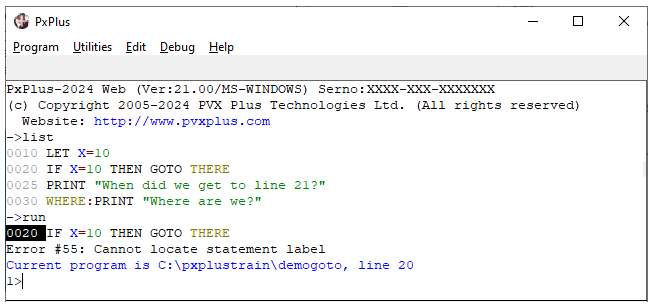 PxPlus
Program Utilities Edit Debug Help
PxPlus-2024 Web (Ver:21.00/MS-WINDOWS) Serno:XXXX-XXX-XXXXXXX
(c) Copyright 2005-2024 PVX Plus Technologies Ltd. (All rights reserved)
Website: http://www.pvxplus.com
->list
0010 LET X=10
0020 IF X=10 THEN GOTO THERE
0025 PRINT "When did we get to line 21?"
0030 WHERE:PRINT "Where are we?"
->run
0020 IF X=10 THEN GOTO THERE
Error #55: Cannot locate statement label
Current program is C:\pxplustrain\demogoto, line 20
1>